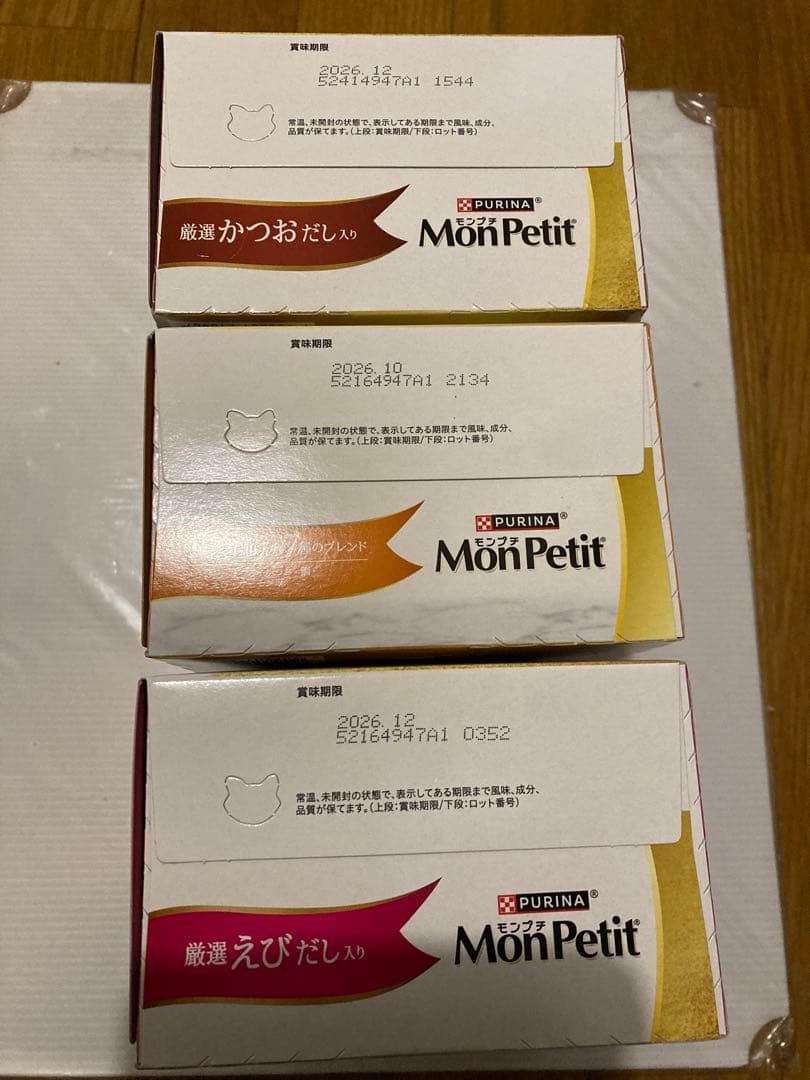 賞味期限
2026.12
52414947A1 1544
常温、未開封の状態で、表示してある期限まで風味、成分、
品質が保てます。(上段:賞味期限/下段:ロット番号)
厳選かつおだし入り
PURINA®
モンプチ
MonPetit®
賞味期限
2026.10
52164947A1 2134
常温、未開封の状態で、表示してある期限まで風味、成分、
品質が保てます。(上段:賞味期限/下段:ロット番号)
のブレンド
PURINA®
モンプチ
MonPetit®
賞味期限
2026.12
52164947A1 0352
常温、未開封の状態で、表示してある期限まで風味、成分、
品質が保てます。(上段:賞味期限/下段:ロット番号)
厳選えびだし入り
PURINA®
モンプチ
MonPetit®